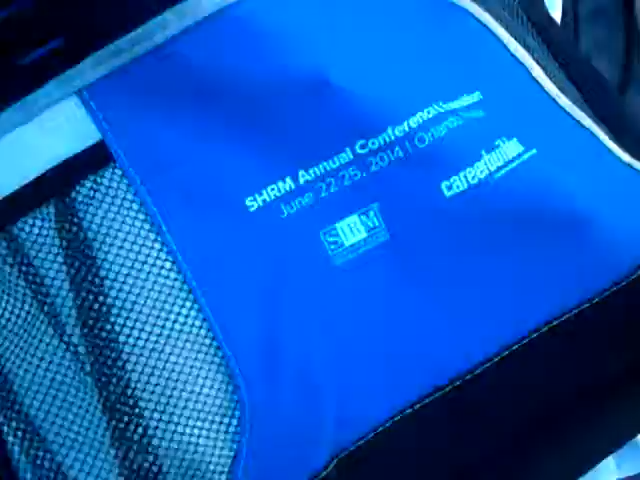 SHRM Annual Conference
June 22-25, 2014 | Orlando
SHRM
careerbuilder